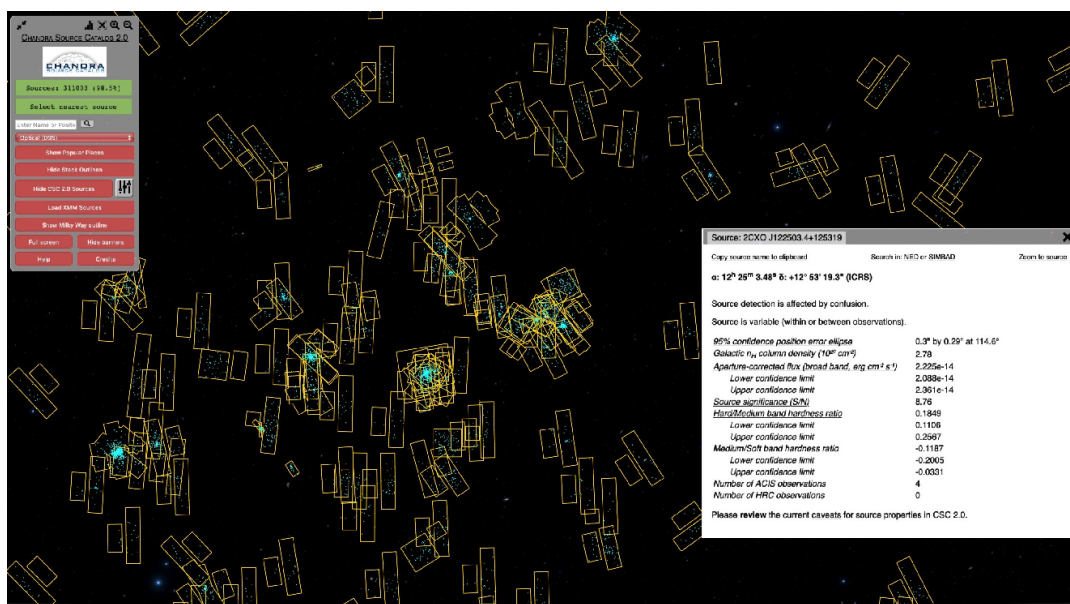 CHANDRA SOURCE CATALOG 2.0
CHANDRA
SOURCE CATALOG
Sources: 311003 (98.5%)
Select nearest source
Enter Name or Positio
Optical (DSS)
Show Popular Places
Hide Stack Outlines
Hide CSC 2.0 Sources
Load XMM Sources
Show Milky Way outline
Full screen Hide banners
Help Credits
Source: 2CXO J122503.4+125319
Copy source name to clipboard Search in: NED or SIMBAD Zoom to source
α: 12ʰ 25ᵐ 3.48ˢ δ: +12° 53' 19.3" (ICRS)
Source detection is affected by confusion.
Source is variable (within or between observations).
95% confidence position error ellipse 0.3" by 0.29" at 114.6°
Galactic nH column density (10²⁰ cm⁻²) 2.78
Aperture-corrected flux (broad band, erg cm⁻² s⁻¹) 2.225e-14
Lower confidence limit 2.088e-14
Upper confidence limit 2.361e-14
Source significance (S/N) 8.76
Hard/Medium band hardness ratio 0.1849
Lower confidence limit 0.1106
Upper confidence limit 0.2567
Medium/Soft band hardness ratio -0.1187
Lower confidence limit -0.2005
Upper confidence limit -0.0331
Number of ACIS observations 4
Number of HRC observations 0
Please review the current caveats for source properties in CSC 2.0.